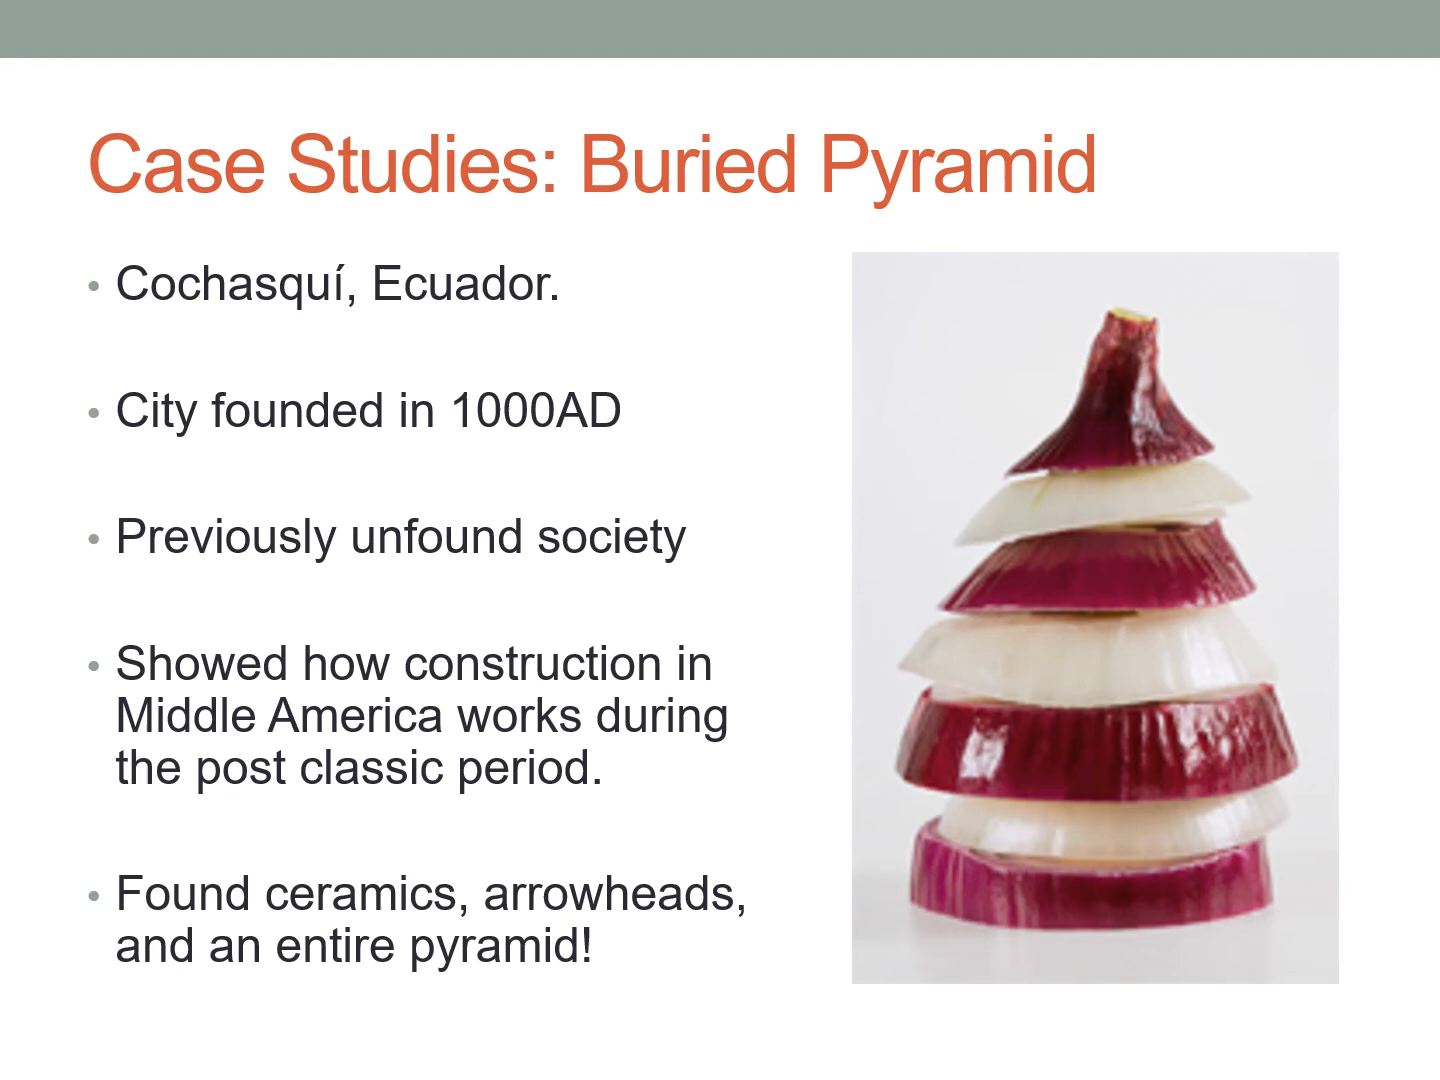 Case Studies: Buried Pyramid
• Cochasquí, Ecuador.
• City founded in 1000AD
• Previously unfound society
• Showed how construction in
Middle America works during
the post classic period.
• Found ceramics, arrowheads,
and an entire pyramid!